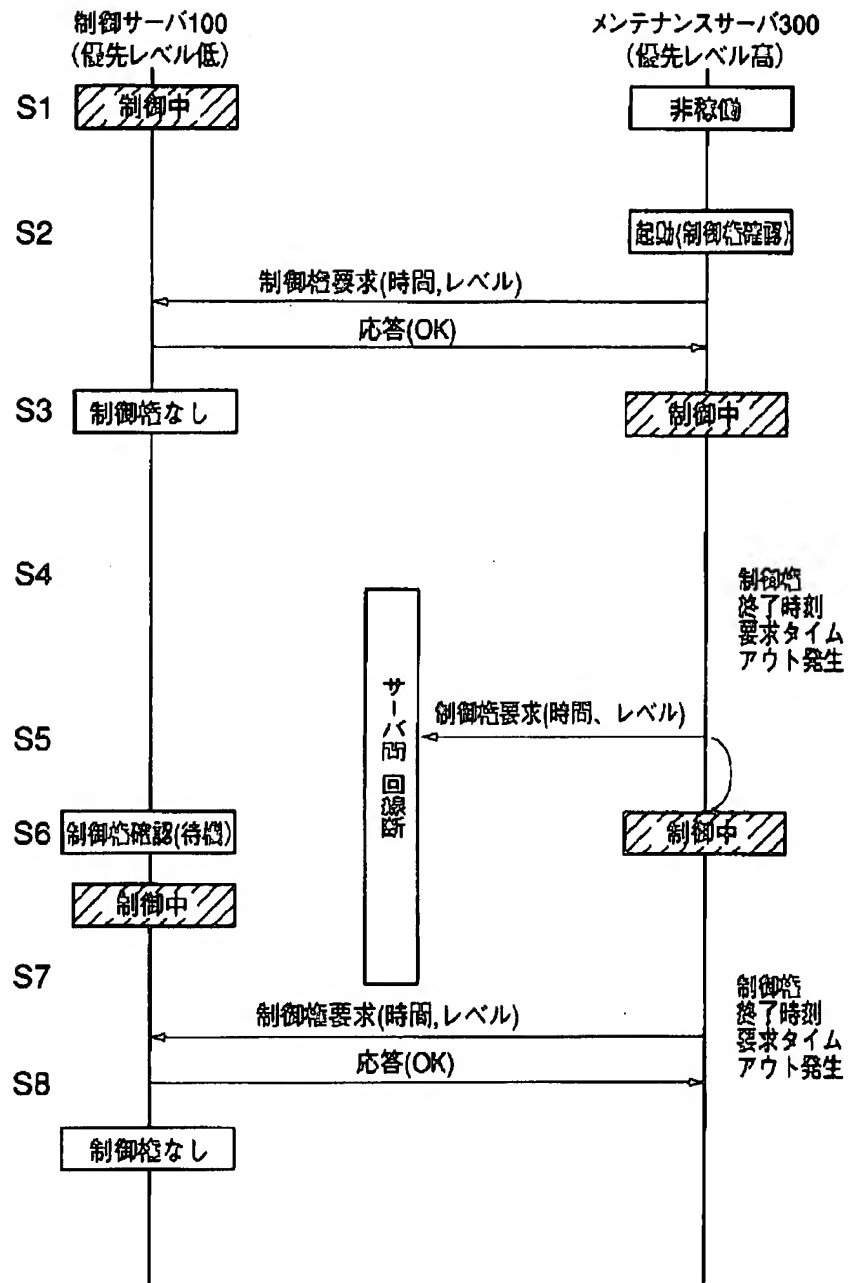 制御サーバ100
(優先レベル低)
メンテナンスサーバ300
(優先レベル高)
S1
制御中
非稼働
S2
起動(制御権確認)
制御権要求(時間,レベル)
応答(OK)
S3
制御権なし
制御中
S4
制御権
終了時刻
要求タイム
アウト発生
サーバ間 回線断
S5
制御権要求(時間、レベル)
S6
制御権確認(待機)
制御中
制御中
S7
制御権
終了時刻
要求タイム
アウト発生
制御権要求(時間,レベル)
応答(OK)
S8
制御権なし